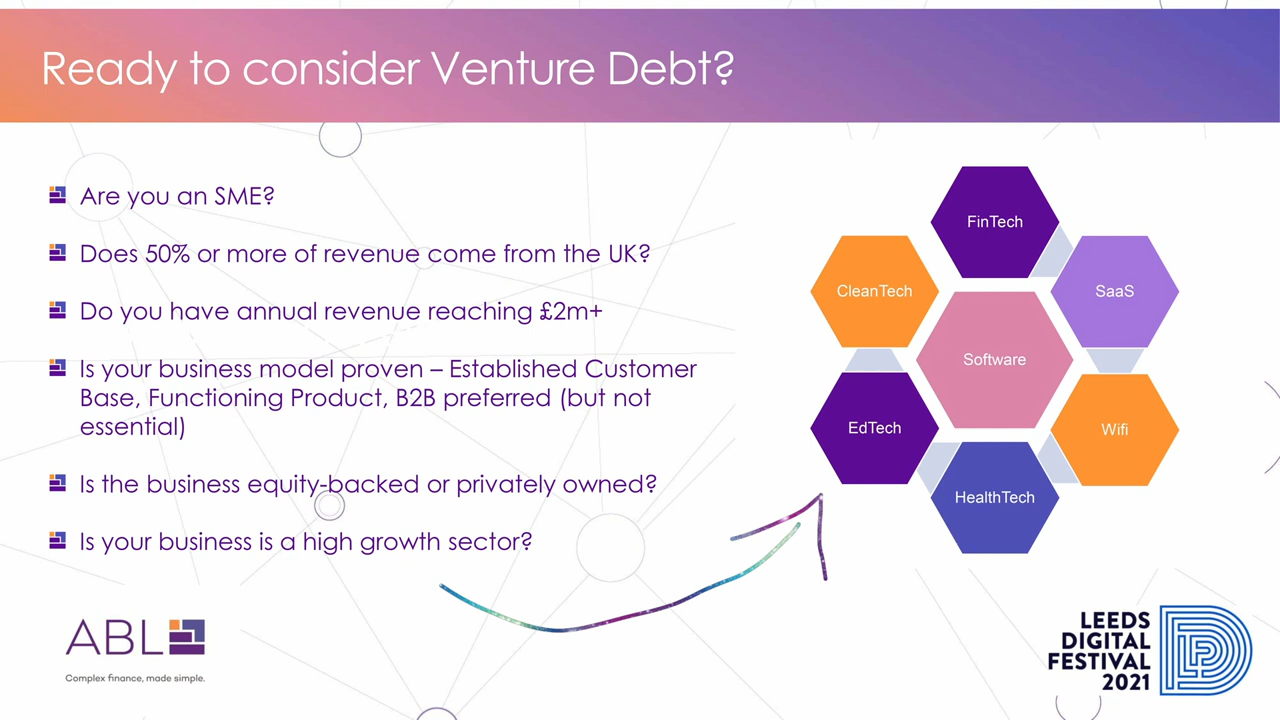 Ready to consider Venture Debt?
Are you an SME?
Does 50% or more of revenue come from the UK?
Do you have annual revenue reaching £2m+
Is your business model proven – Established Customer
Base, Functioning Product, B2B preferred (but not
essential)
Is the business equity-backed or privately owned?
Is your business is a high growth sector?
FinTech
CleanTech
SaaS
Software
EdTech
Wifi
HealthTech
ABL
Complex finance, made simple.
LEEDS
DIGITAL
FESTIVAL
2021